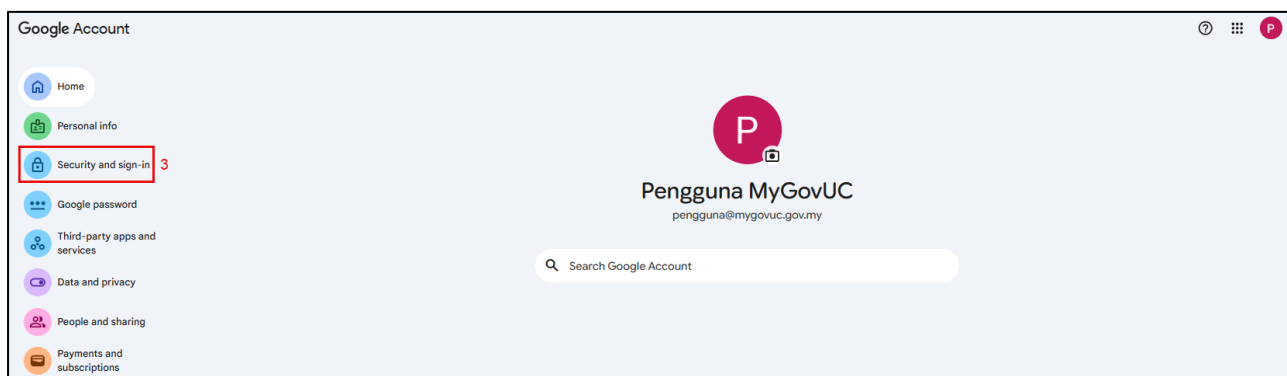 Google Account
P
Home
Personal info
Security and sign-in 3
Google password
Third-party apps and
services
Data and privacy
People and sharing
Payments and
subscriptions
P
Pengguna MyGovUC
pengguna@mygovuc.gov.my
Search Google Account